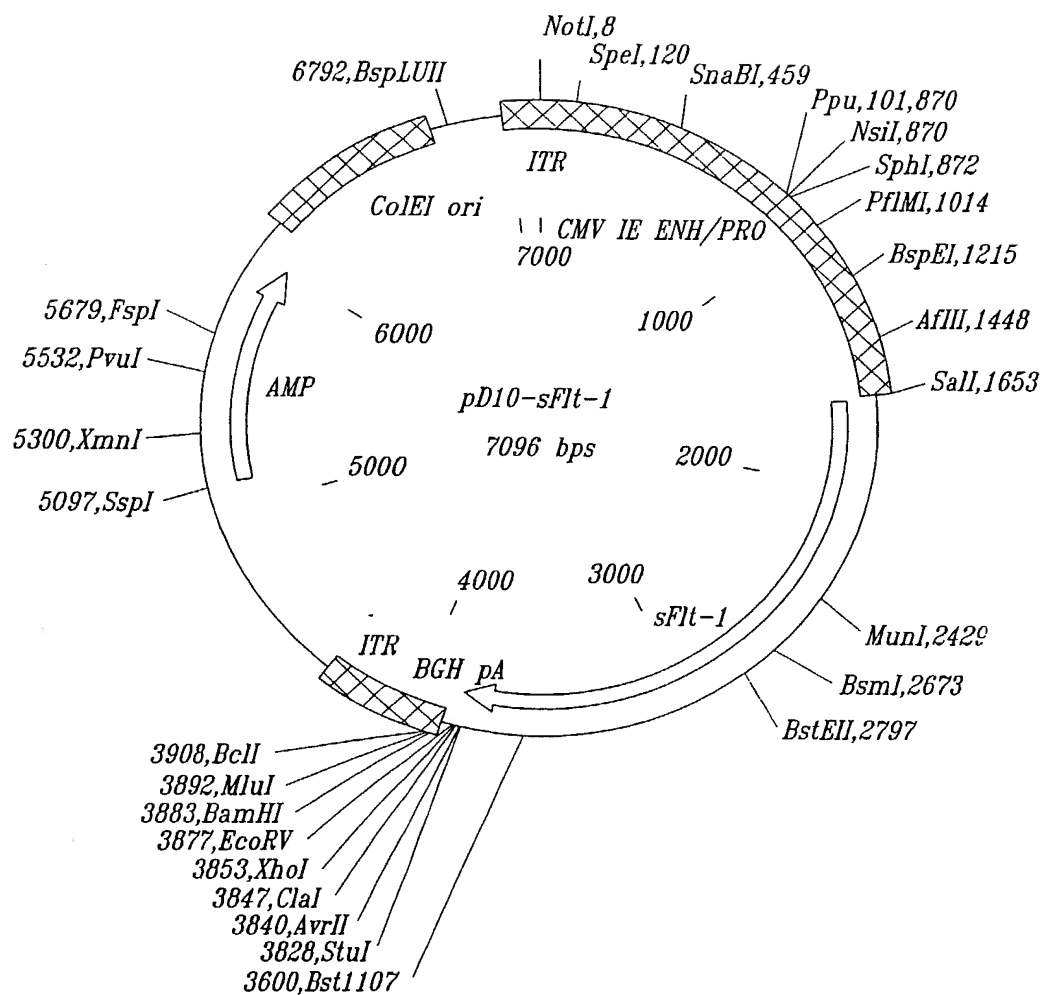 NotI,8
SpeI,120
SnaBI,459
Ppu,101,870
NsiI,870
SphI,872
PflMI,1014
BspEI,1215
AflII,1448
SalI,1653
6792,BspLUII
ITR
ColEI ori
CMV IE ENH/PRO
7000
1000
6000
5679,FspI
5532,PvuI
AMP
5300,XmnI
5097,SspI
pD10-sFlt-1
7096 bps
2000
5000
4000
3000
sFlt-1
MunI,2429
BsmI,2673
BstEII,2797
ITR
BGH pA
3908,BclI
3892,MluI
3883,BamHI
3877,EcoRV
3853,XhoI
3847,ClaI
3840,AvrII
3828,StuI
3600,Bst1107